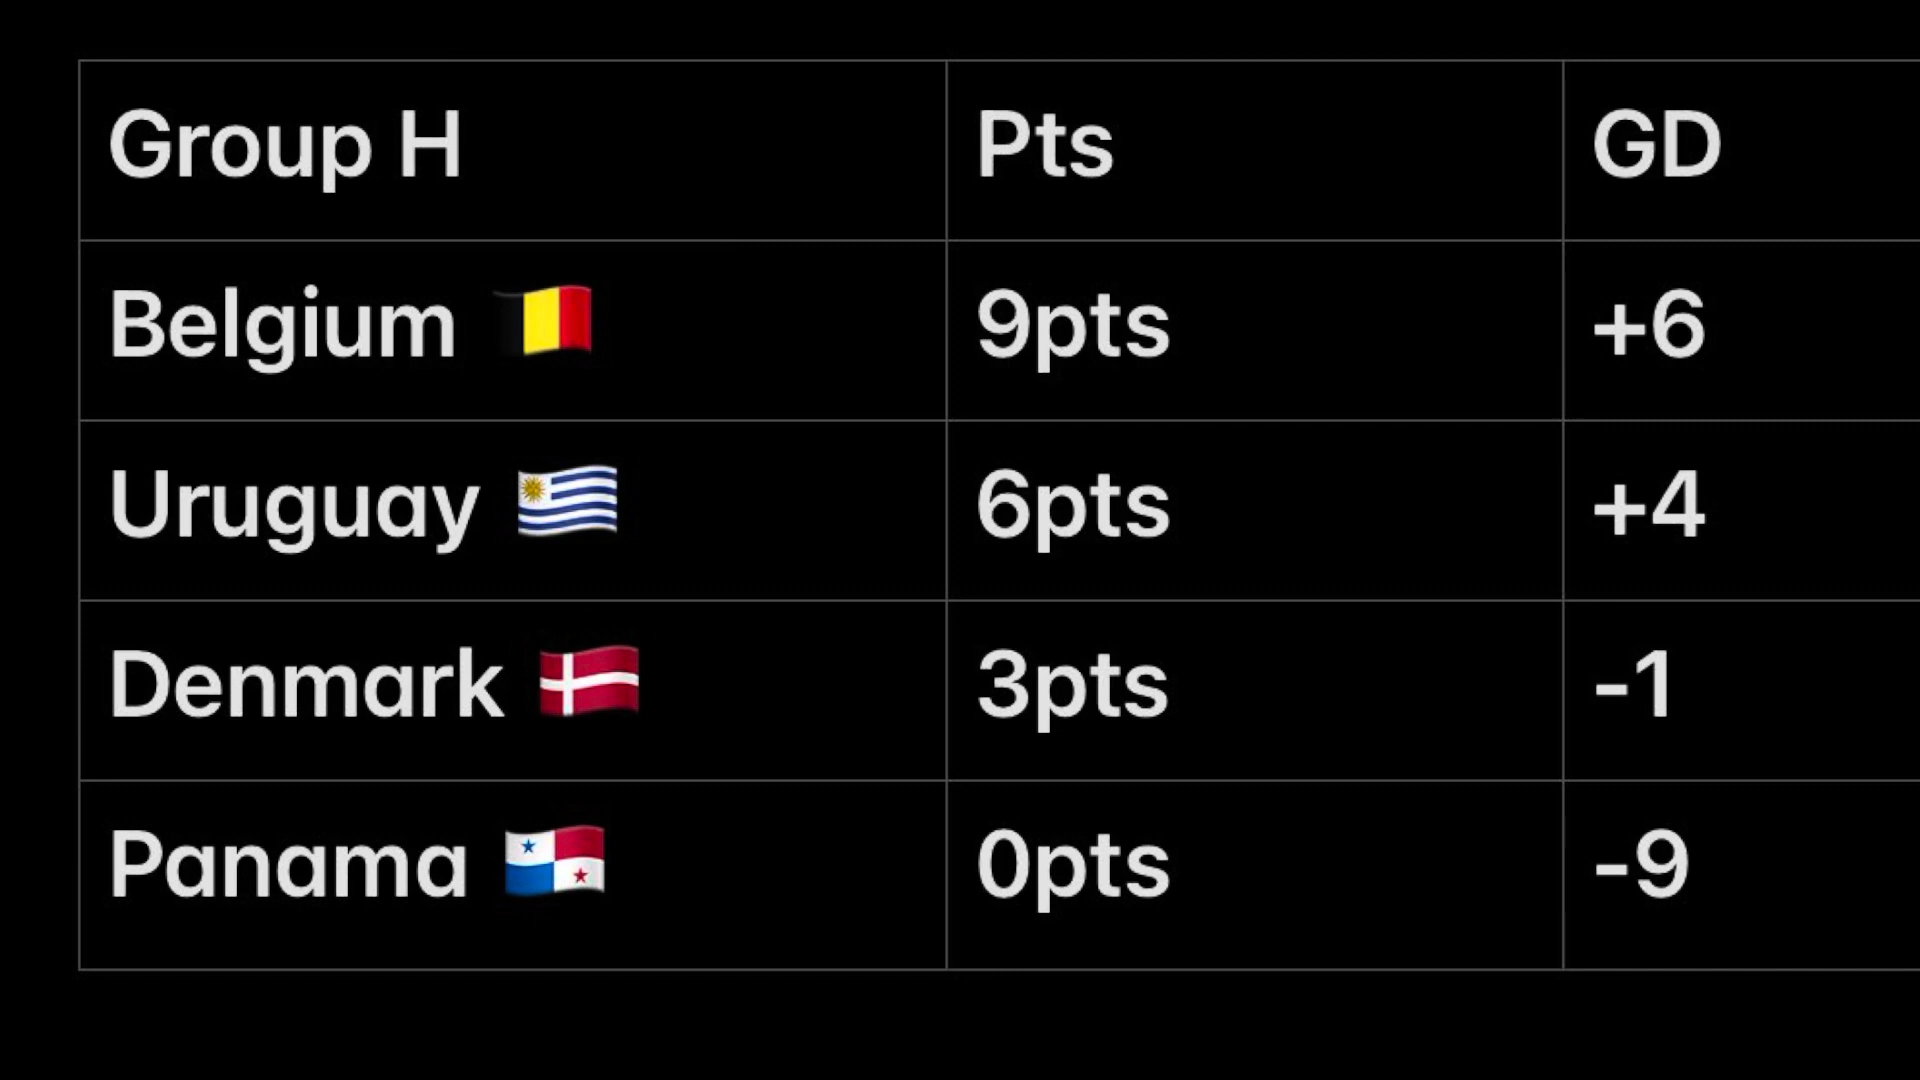 Group H Pts GD
Belgium 🇧🇪 9pts +6
Uruguay 🇺🇾 6pts +4
Denmark 🇩🇰 3pts -1
Panama 🇵🇦 0pts -9